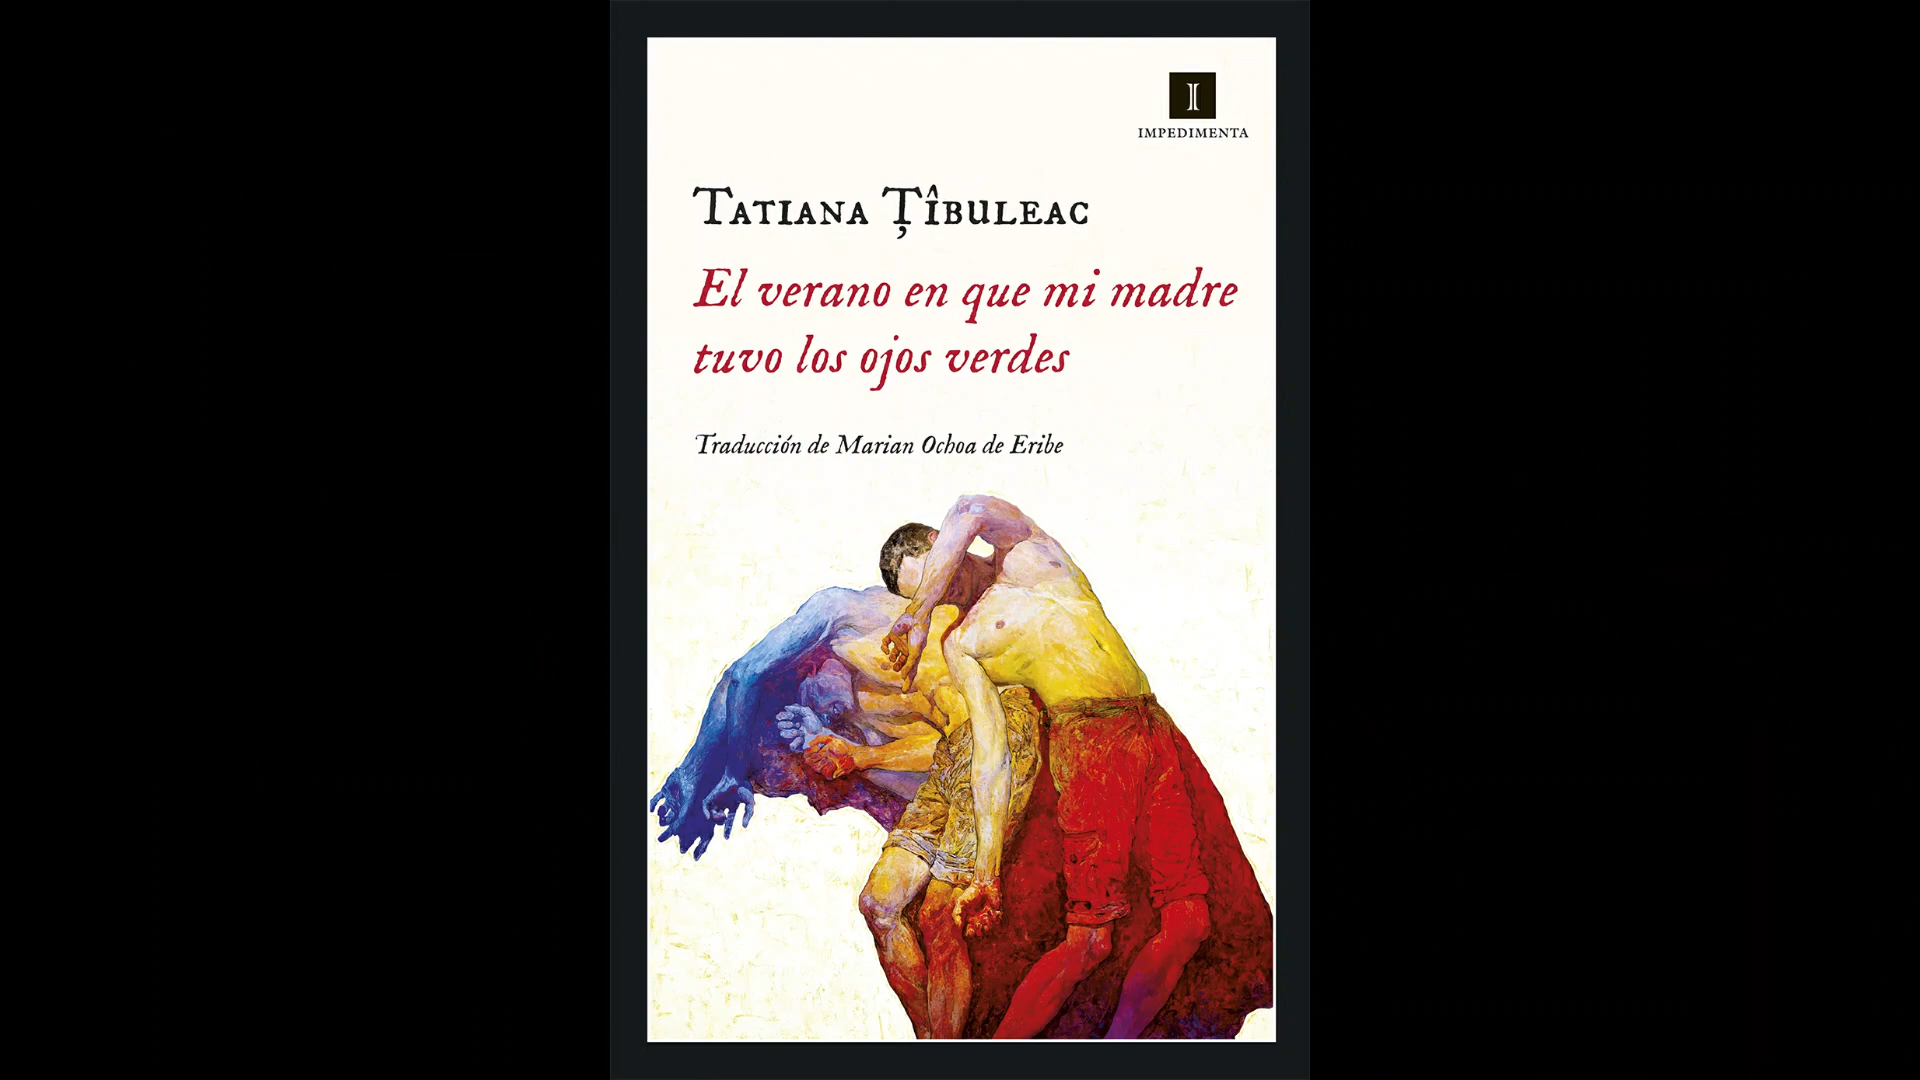 I
IMPEDIMENTA
Tatiana Țîbuleac
El verano en que mi madre
tuvo los ojos verdes
Traducción de Marian Ochoa de Eribe